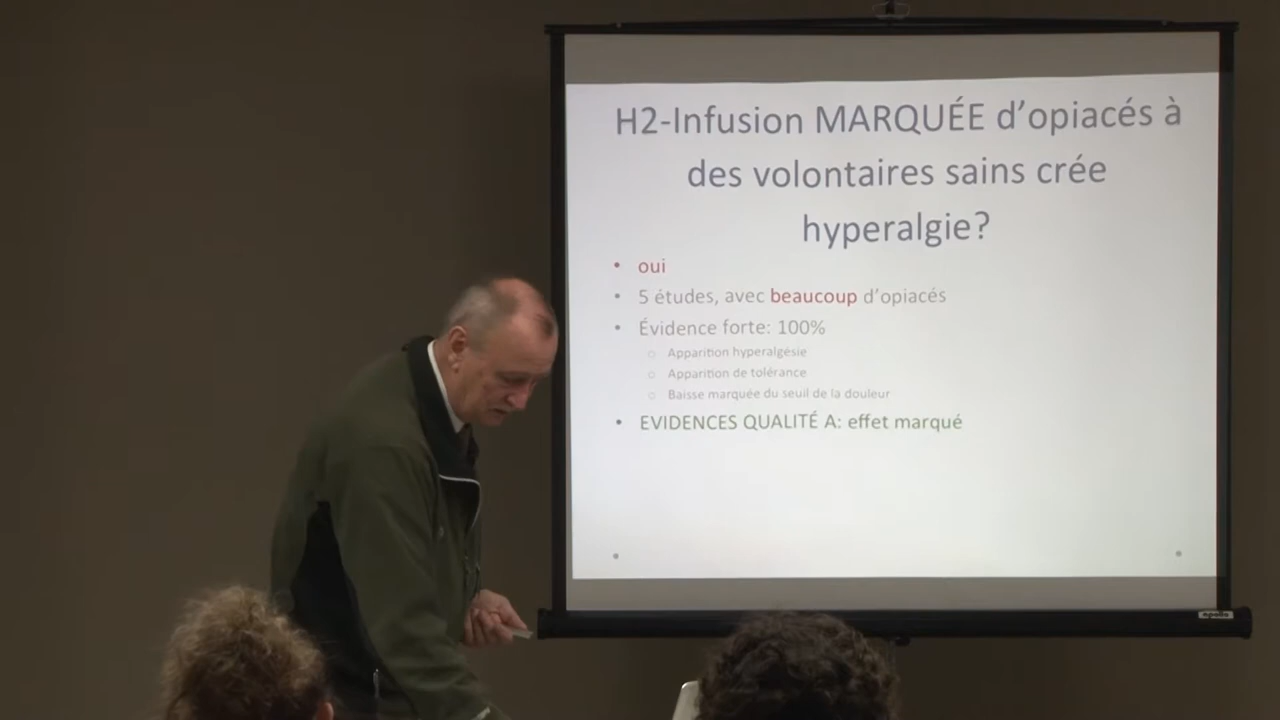 H2-Infusion MARQUÉE d'opiacés à
des volontaires sains crée
hyperalgie?
• oui
• 5 études, avec beaucoup d'opiacés
• Évidence forte: 100%
○ Apparition hyperalgésie
○ Apparition de tolérance
○ Baisse marquée du seuil de la douleur
• EVIDENCES QUALITÉ A: effet marqué
apollo